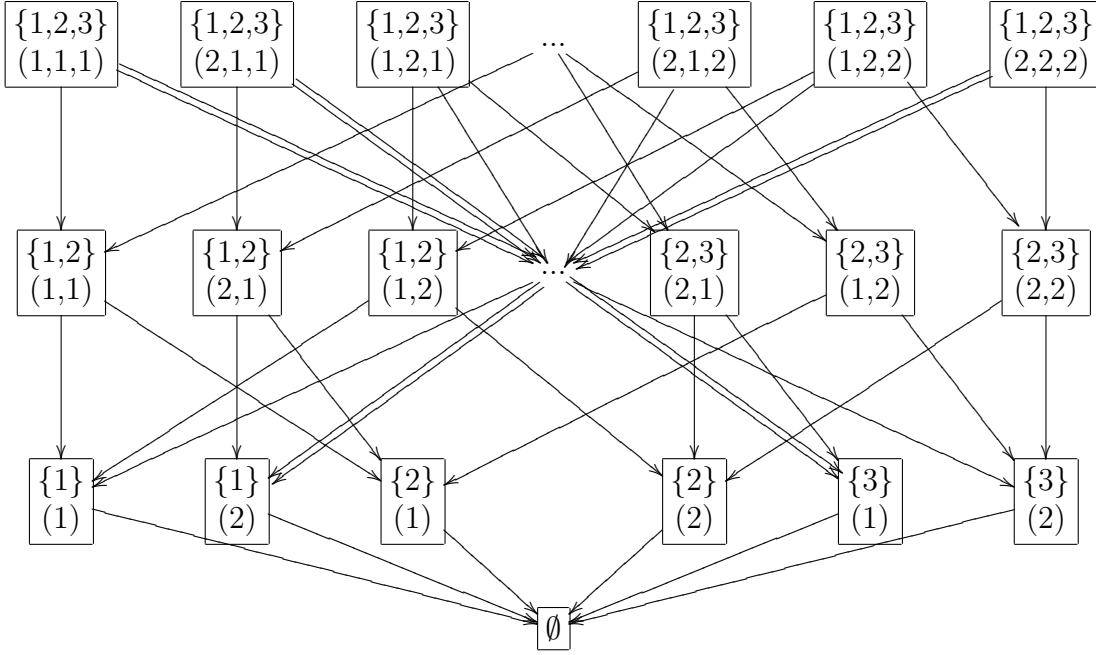 {1,2,3} {1,2,3} {1,2,3} ... {1,2,3} {1,2,3} {1,2,3}
(1,1,1) (2,1,1) (1,2,1) (2,1,2) (1,2,2) (2,2,2)
{1,2} {1,2} {1,2} ... {2,3} {2,3} {2,3}
(1,1) (2,1) (1,2) (2,1) (1,2) (2,2)
{1} {1} {2} {2} {3} {3}
(1) (2) (1) (2) (1) (2)
∅